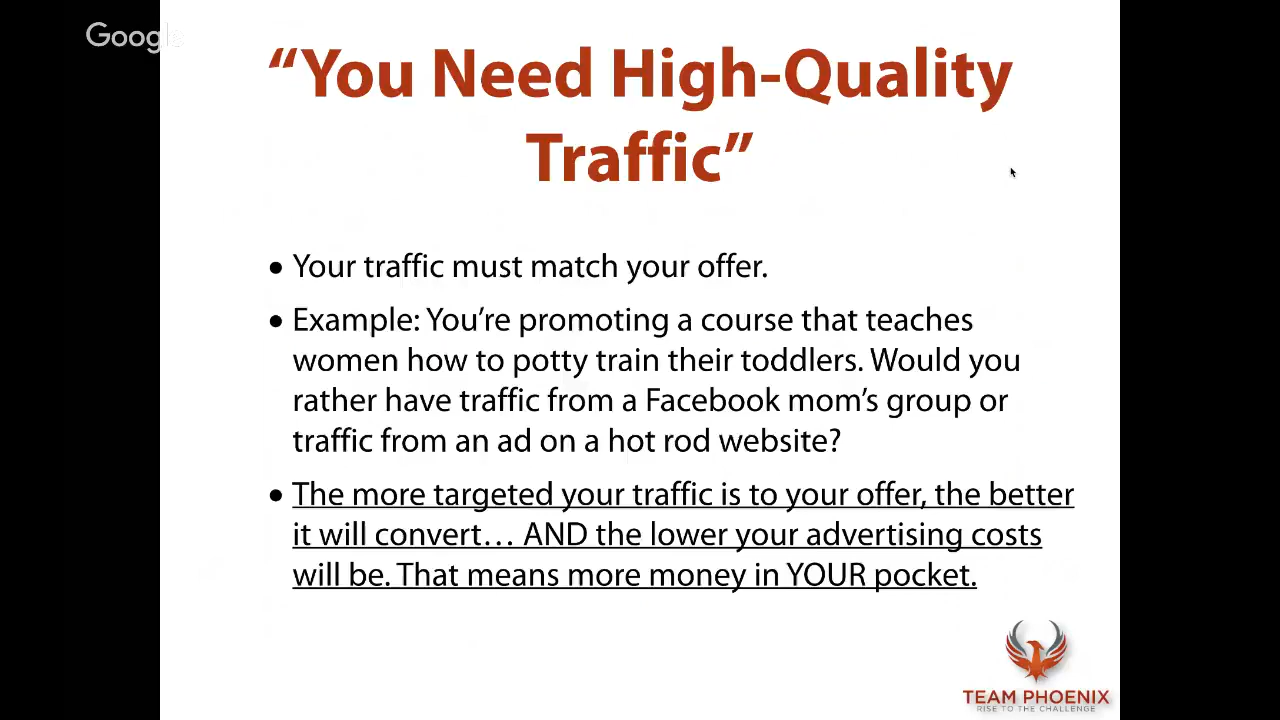 Google
“You Need High-Quality
Traffic”
• Your traffic must match your offer.
• Example: You’re promoting a course that teaches
women how to potty train their toddlers. Would you
rather have traffic from a Facebook mom’s group or
traffic from an ad on a hot rod website?
• The more targeted your traffic is to your offer, the better
it will convert… AND the lower your advertising costs
will be. That means more money in YOUR pocket.
TEAM PHOENIX
RISE TO THE CHALLENGE